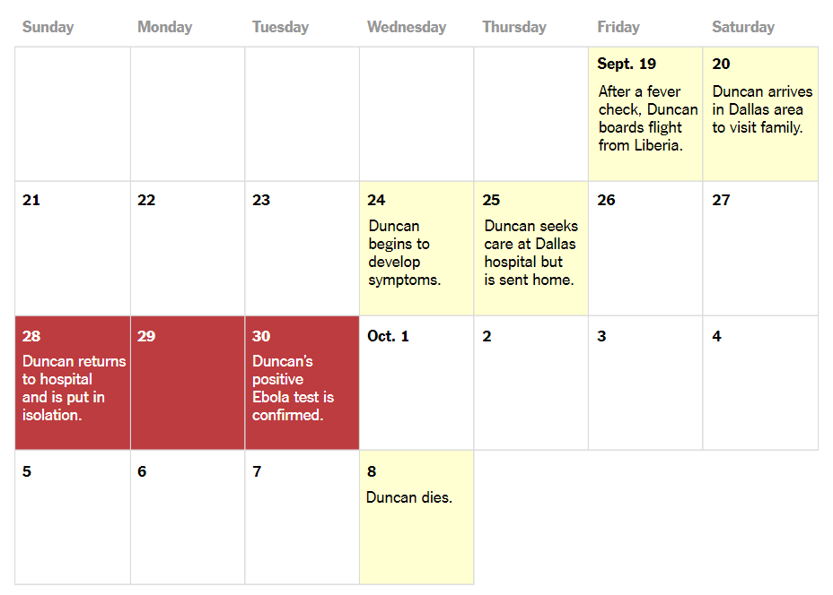 Sunday Monday Tuesday Wednesday Thursday Friday Saturday
Sept. 19
After a fever
check, Duncan
boards flight
from Liberia.
20
Duncan arrives
in Dallas area
to visit family.
21
22
23
24
Duncan
begins to
develop
symptoms.
25
Duncan seeks
care at Dallas
hospital but
is sent home.
26
27
28
Duncan returns
to hospital
and is put in
isolation.
29
30
Duncan’s
positive
Ebola test is
confirmed.
Oct. 1
2
3
4
5
6
7
8
Duncan dies.